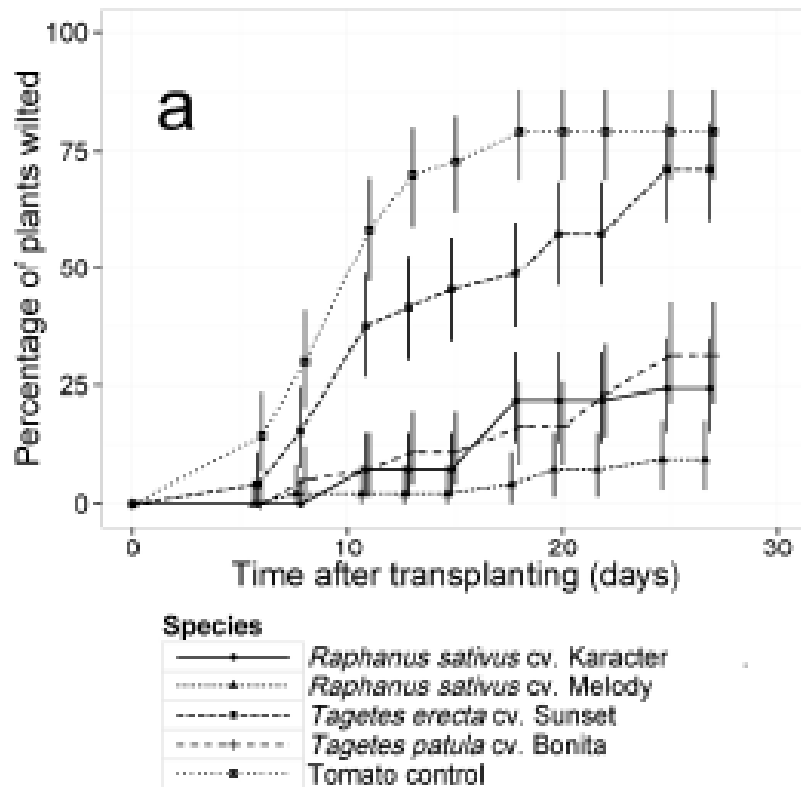 100
a
75
50
25
0
Percentage of plants wilted
0 10 20 30
Time after transplanting (days)
Species
Raphanus sativus cv. Karacter
Raphanus sativus cv. Melody
Tagetes erecta cv. Sunset
Tagetes patula cv. Bonita
Tomato control